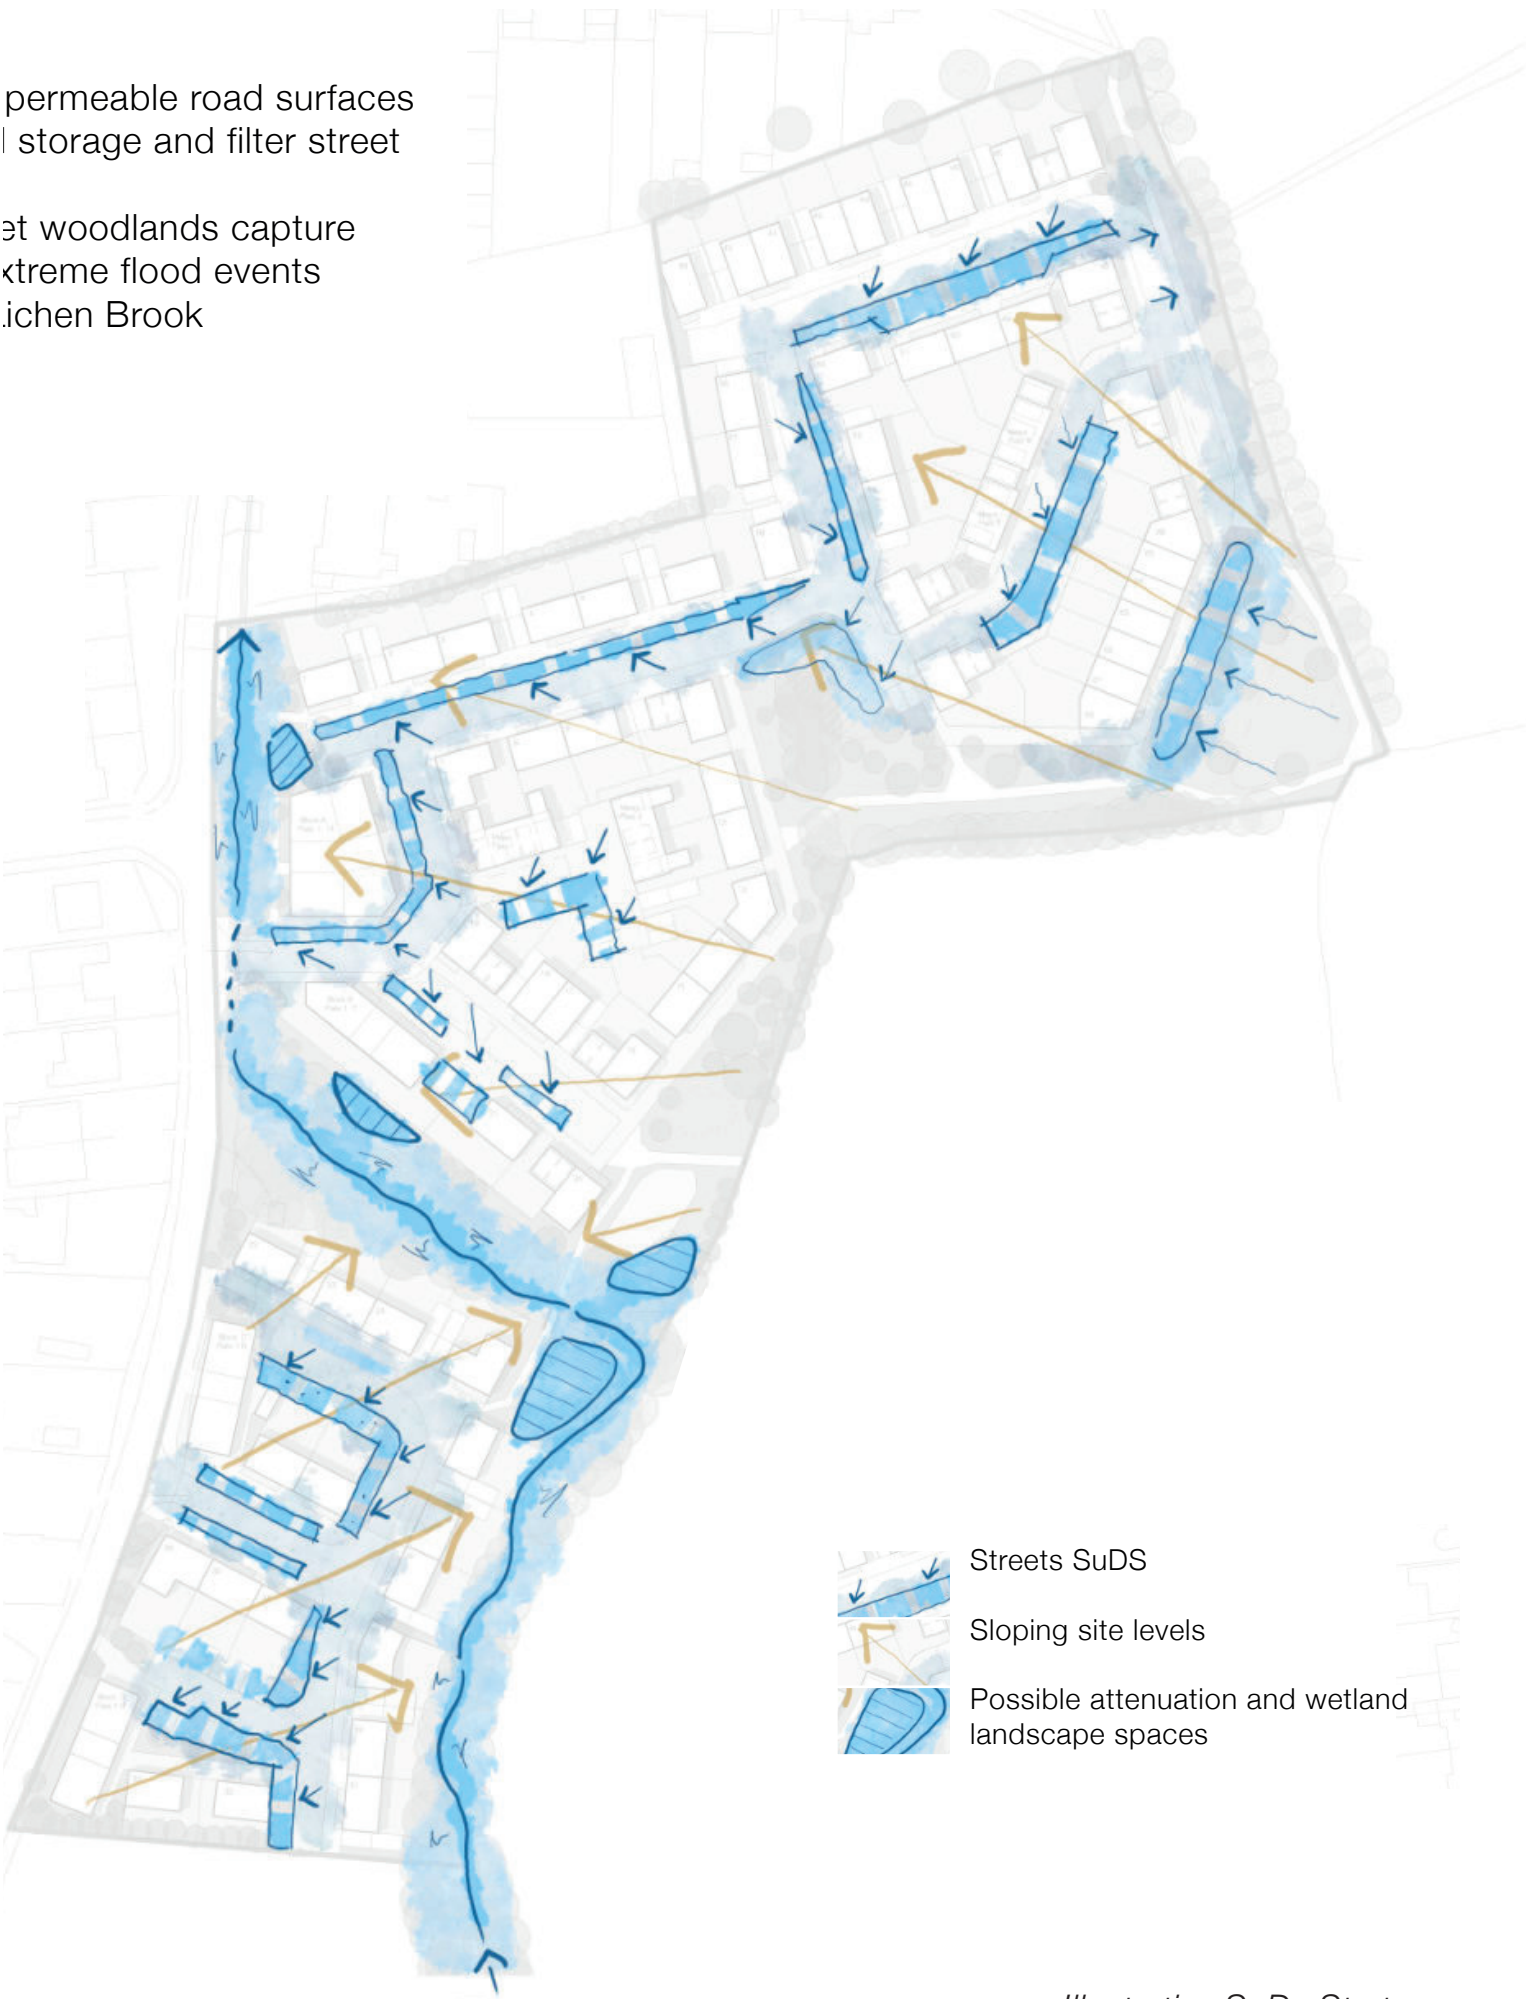 permeable road surfaces
storage and filter street
et woodlands capture
xtreme flood events
ichen Brook
Streets SuDS
Sloping site levels
Possible attenuation and wetland
landscape spaces